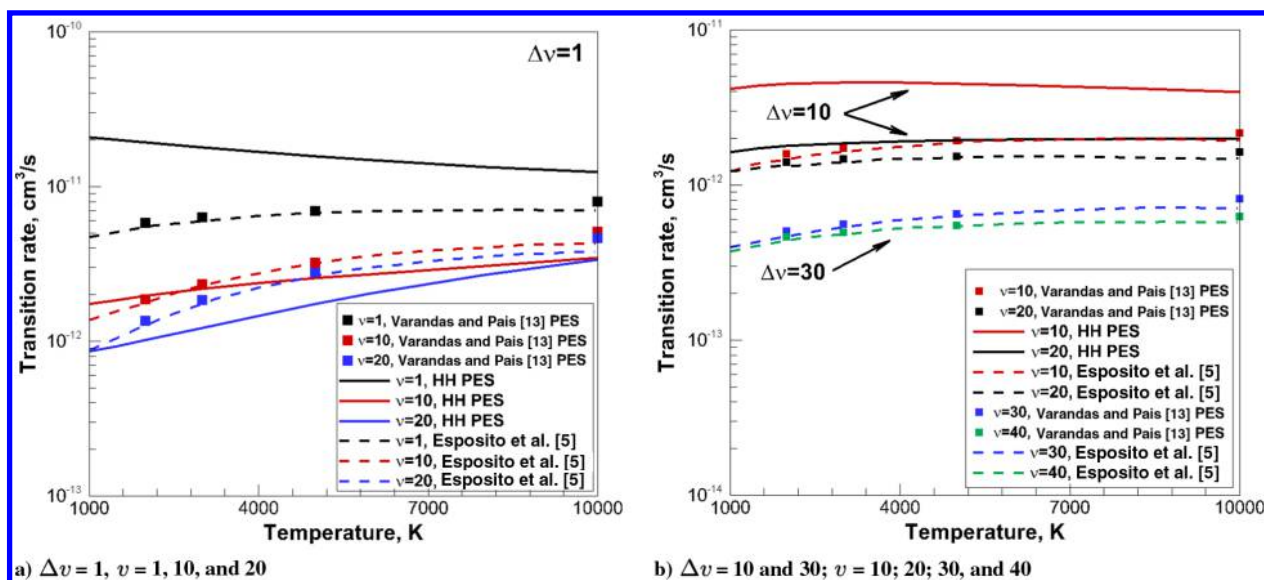 10⁻¹⁰
Δν=1
10⁻¹¹
10⁻¹²
10⁻¹³
Transition rate, cm³/s
ν=1, Varandas and Pais [13] PES
ν=10, Varandas and Pais [13] PES
ν=20, Varandas and Pais [13] PES
ν=1, HH PES
ν=10, HH PES
ν=20, HH PES
ν=1, Esposito et al. [5]
ν=10, Esposito et al. [5]
ν=20, Esposito et al. [5]
1000 4000 7000 10000
Temperature, K
a) Δv = 1, v = 1, 10, and 20
10⁻¹¹
10⁻¹²
10⁻¹³
10⁻¹⁴
Transition rate, cm³/s
Δν=10
Δν=30
ν=10, Varandas and Pais [13] PES
ν=20, Varandas and Pais [13] PES
ν=10, HH PES
ν=20, HH PES
ν=10, Esposito et al. [5]
ν=20, Esposito et al. [5]
ν=30, Varandas and Pais [13] PES
ν=40, Varandas and Pais [13] PES
ν=30, Esposito et al. [5]
ν=40, Esposito et al. [5]
1000 4000 7000 10000
Temperature, K
b) Δv = 10 and 30; v = 10; 20; 30, and 40